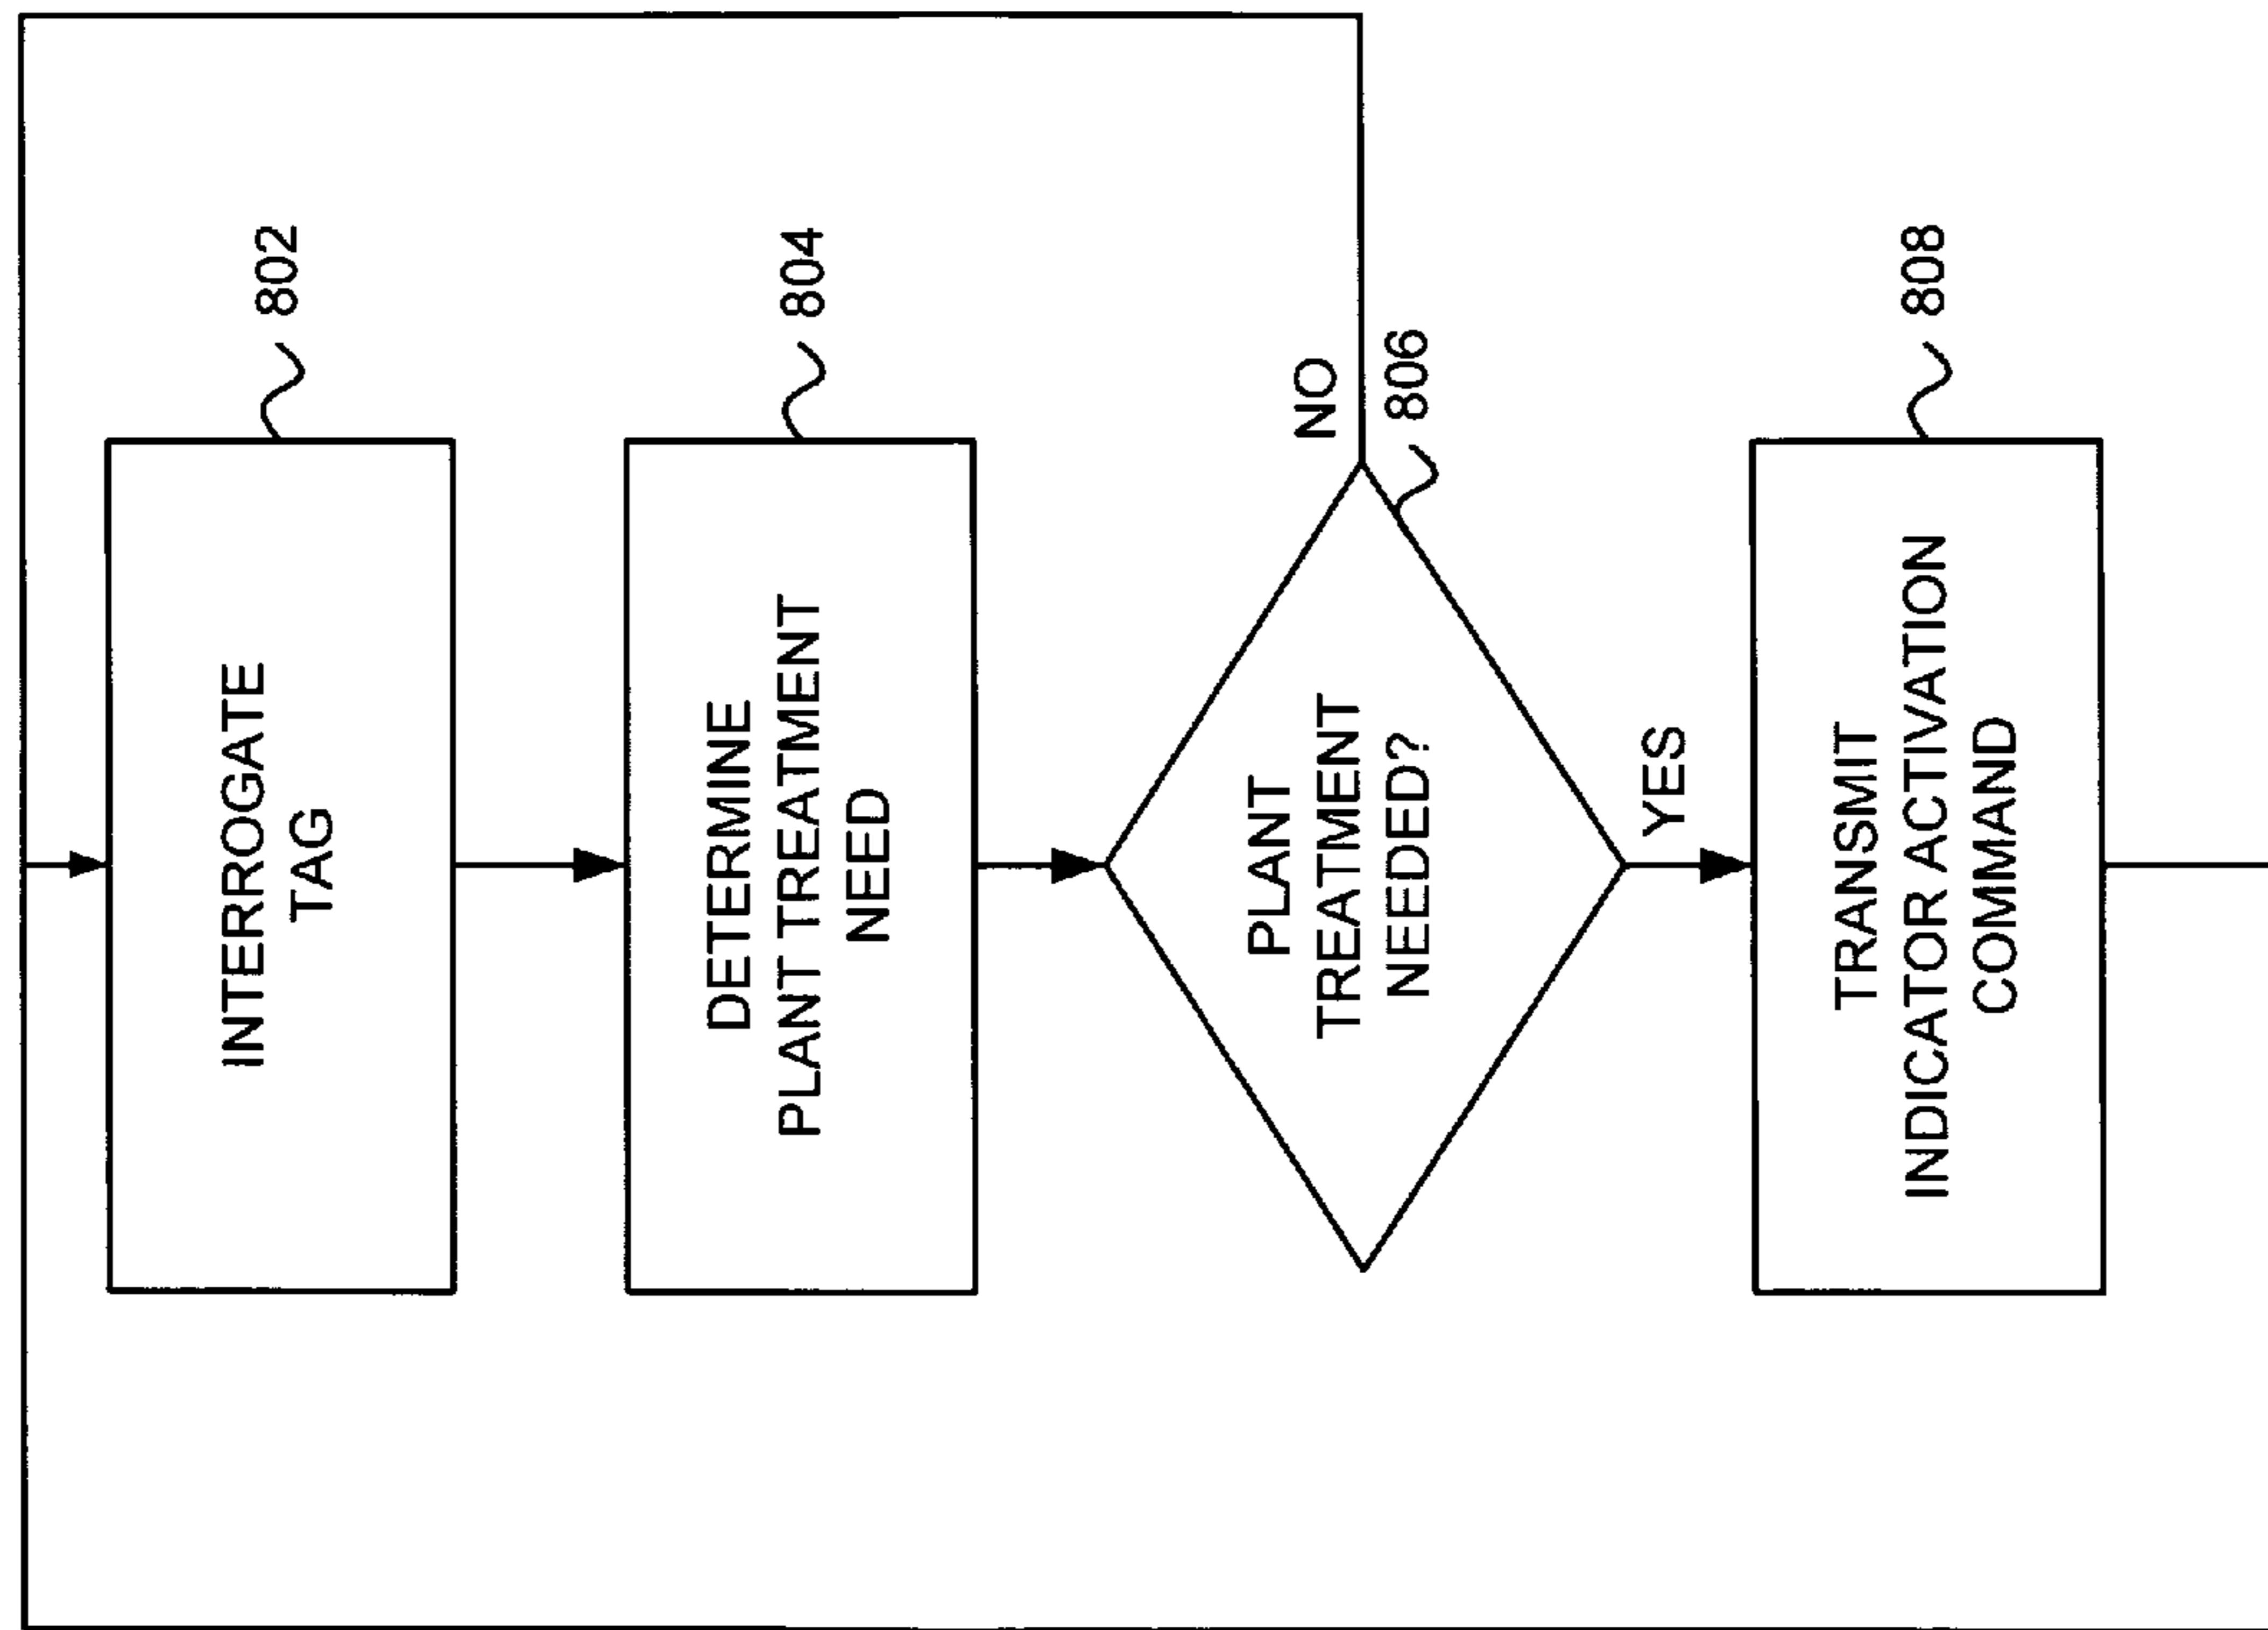 INTERROGATE
TAG
802
DETERMINE
PLANT TREATMENT
NEED
804
PLANT
TREATMENT
NEEDED?
NO
806
YES
TRANSMIT
INDICATOR ACTIVATION
COMMAND
808